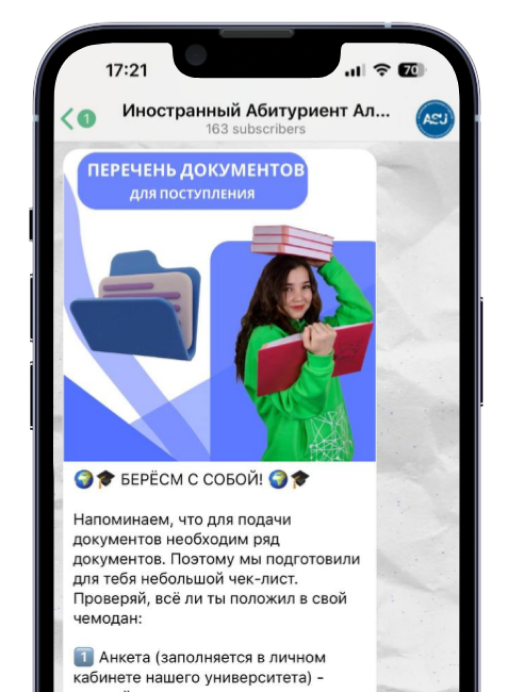 17:21
70
1
Иностранный Абитуриент Ал...
163 subscribers
ASU
ПЕРЕЧЕНЬ ДОКУМЕНТОВ
ДЛЯ ПОСТУПЛЕНИЯ
🌍🎓 БЕРЁСМ С СОБОЙ! 🌍🎓
Напоминаем, что для подачи
документов необходим ряд
документов. Поэтому мы подготовили
для тебя небольшой чек-лист.
Проверяй, всё ли ты положил в свой
чемодан:
1️⃣ Анкета (заполняется в личном
кабинете нашего университета) -